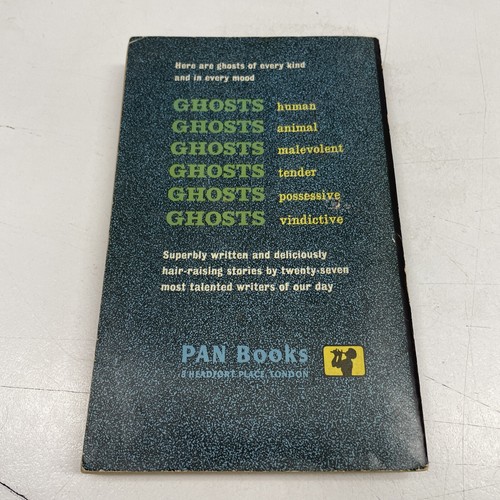 Here are ghosts of every kind
and in every mood
GHOSTS human
GHOSTS animal
GHOSTS malevolent
GHOSTS tender
GHOSTS possessive
GHOSTS vindictive
Superbly written and deliciously
hair-raising stories by twenty-seven
most talented writers of our day
PAN Books
8 HEADFORT PLACE, LONDON